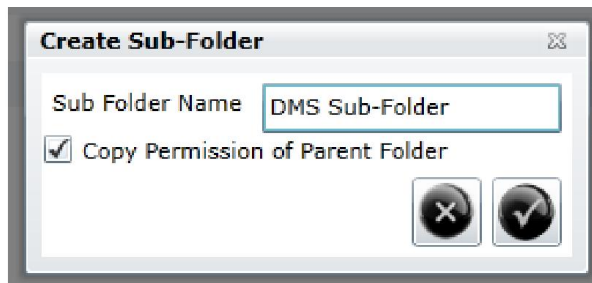 Create Sub-Folder
Sub Folder Name DMS Sub-Folder
Copy Permission of Parent Folder